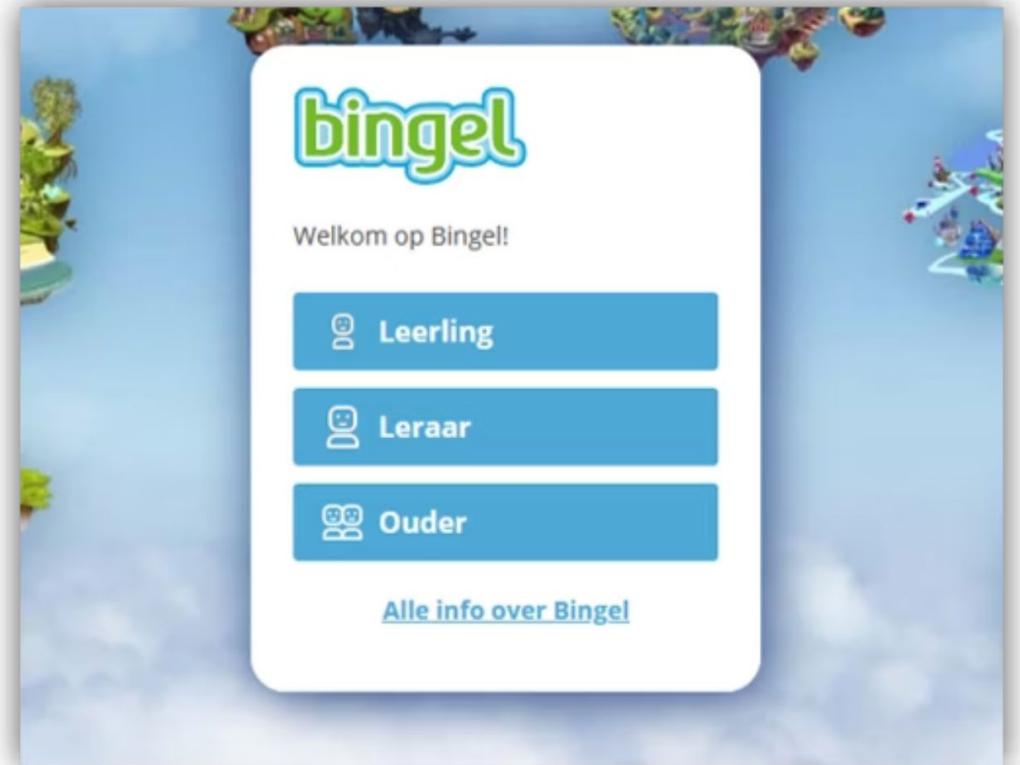 bingel
Welkom op Bingel!
Leerling
Leraar
Ouder
Alle info over Bingel